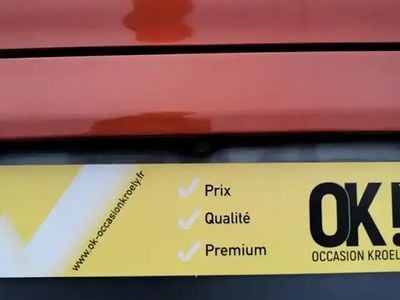 www.ok-occasionkroely.fr
Prix
Qualité
Premium
OK!
OCCASION KROELY